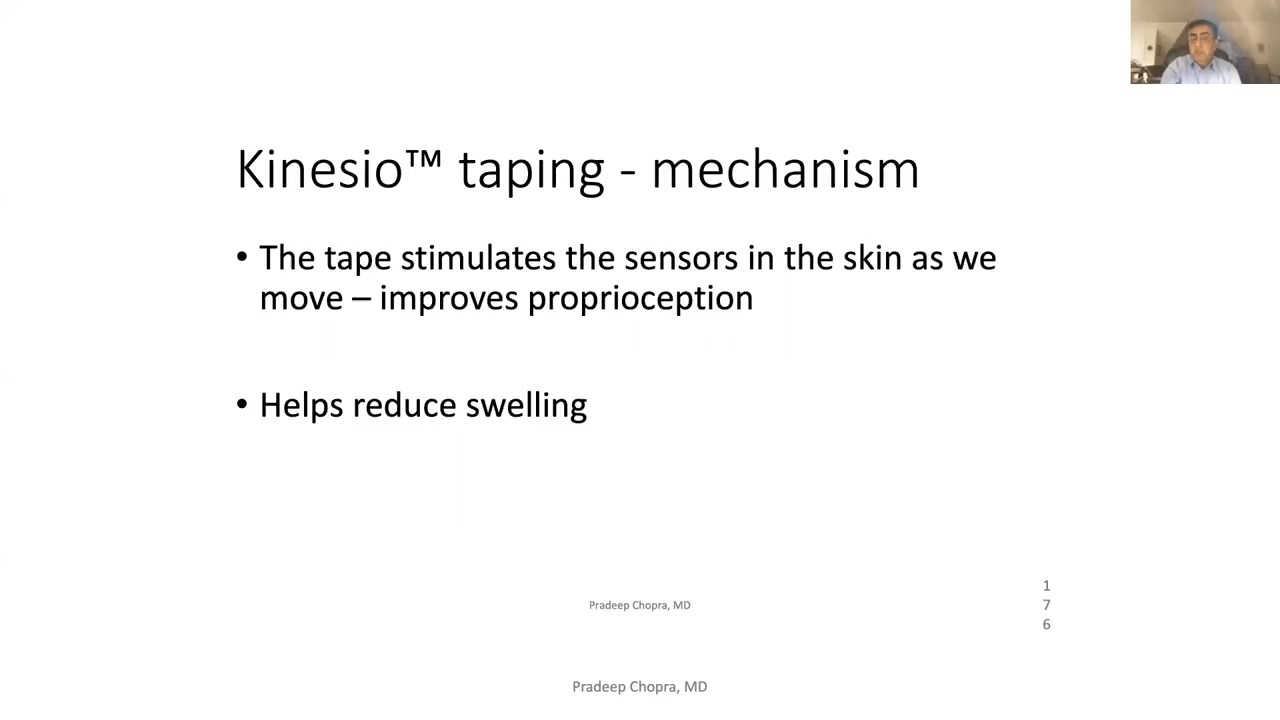 Kinesio™ taping - mechanism
• The tape stimulates the sensors in the skin as we
move – improves proprioception
• Helps reduce swelling
Pradeep Chopra, MD
1
7
6
Pradeep Chopra, MD